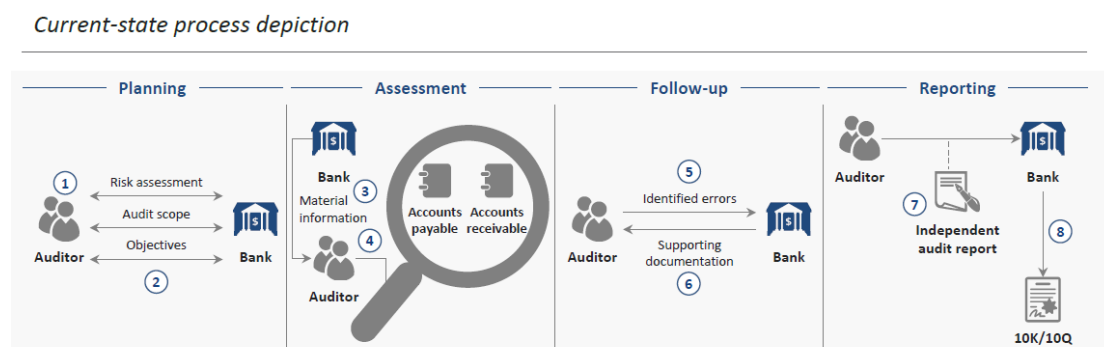 Current-state process depiction
Planning
Assessment
Follow-up
Reporting
1
Risk assessment
Audit scope
Objectives
Auditor
Bank
2
$
$
Bank
Material
information
3
4
Auditor
Accounts
payable
Accounts
receivable
5
Identified errors
Supporting
documentation
Auditor
$
Bank
6
Auditor
$
Bank
7
Independent
audit report
8
10K/10Q